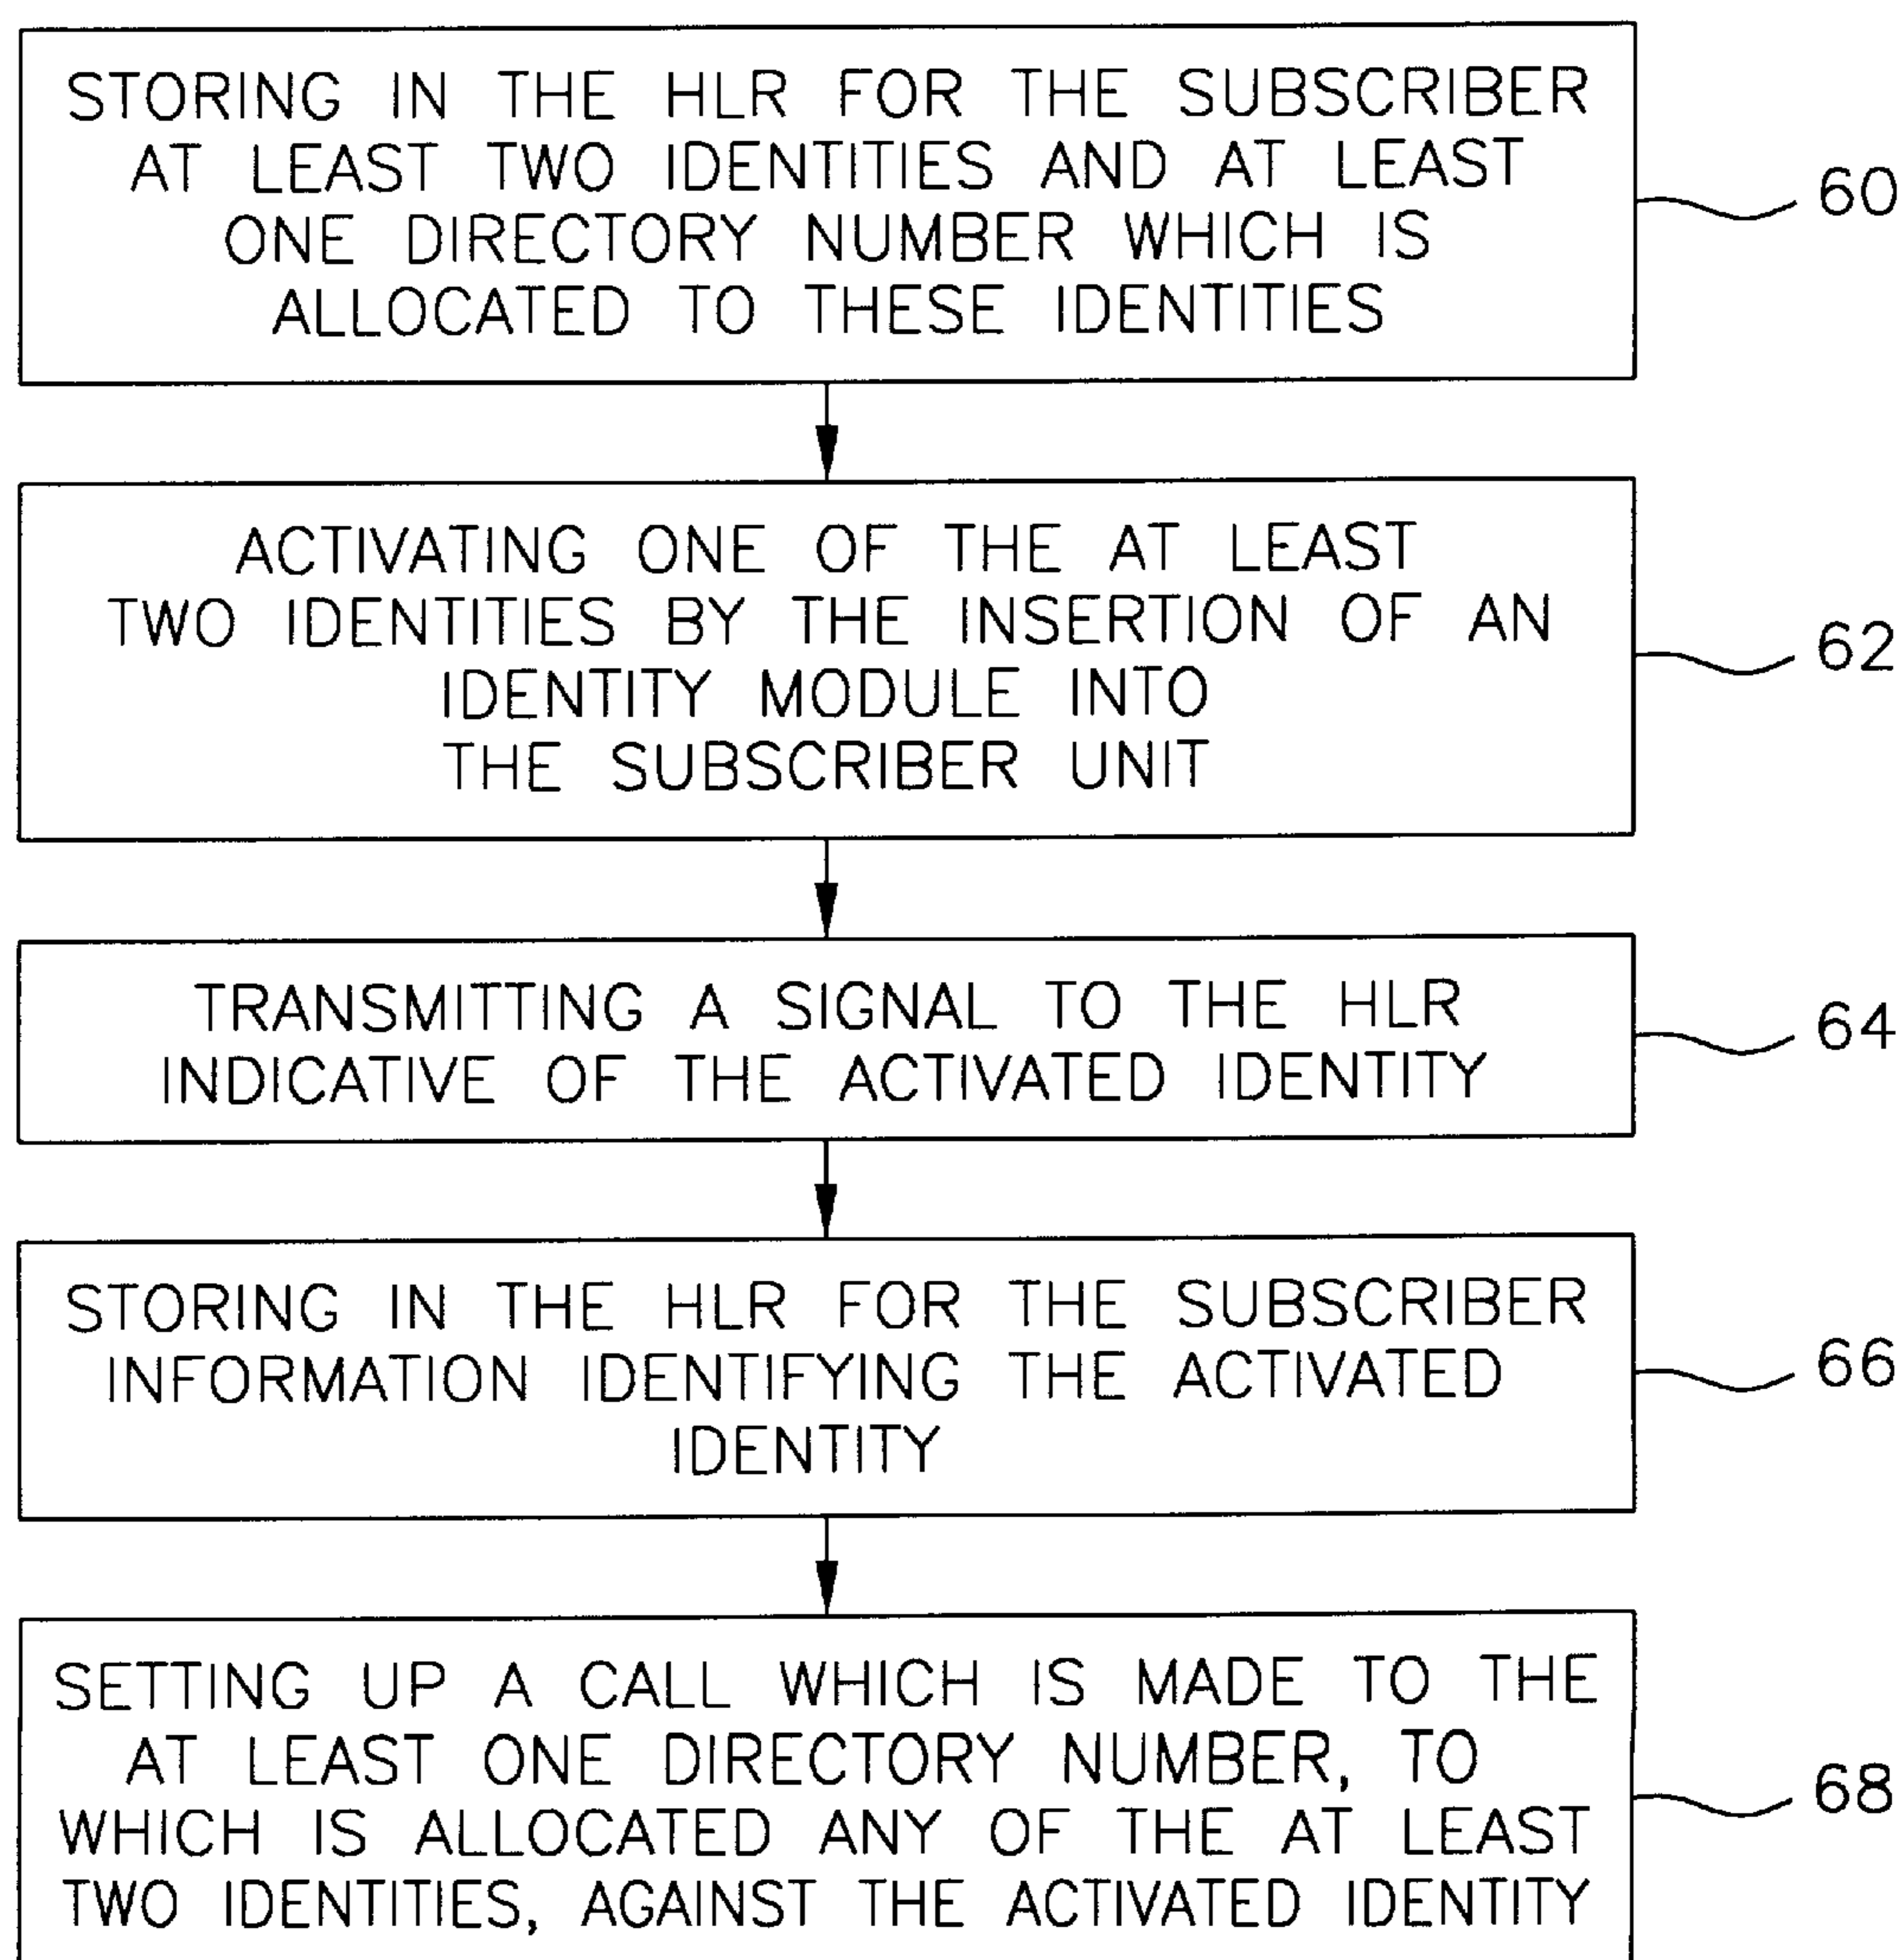 STORING IN THE HLR FOR THE SUBSCRIBER
AT LEAST TWO IDENTITIES AND AT LEAST
ONE DIRECTORY NUMBER WHICH IS
ALLOCATED TO THESE IDENTITIES
60
ACTIVATING ONE OF THE AT LEAST
TWO IDENTITIES BY THE INSERTION OF AN
IDENTITY MODULE INTO
THE SUBSCRIBER UNIT
62
TRANSMITTING A SIGNAL TO THE HLR
INDICATIVE OF THE ACTIVATED IDENTITY
64
STORING IN THE HLR FOR THE SUBSCRIBER
INFORMATION IDENTIFYING THE ACTIVATED
IDENTITY
66
SETTING UP A CALL WHICH IS MADE TO THE
AT LEAST ONE DIRECTORY NUMBER, TO
WHICH IS ALLOCATED ANY OF THE AT LEAST
TWO IDENTITIES, AGAINST THE ACTIVATED IDENTITY
68